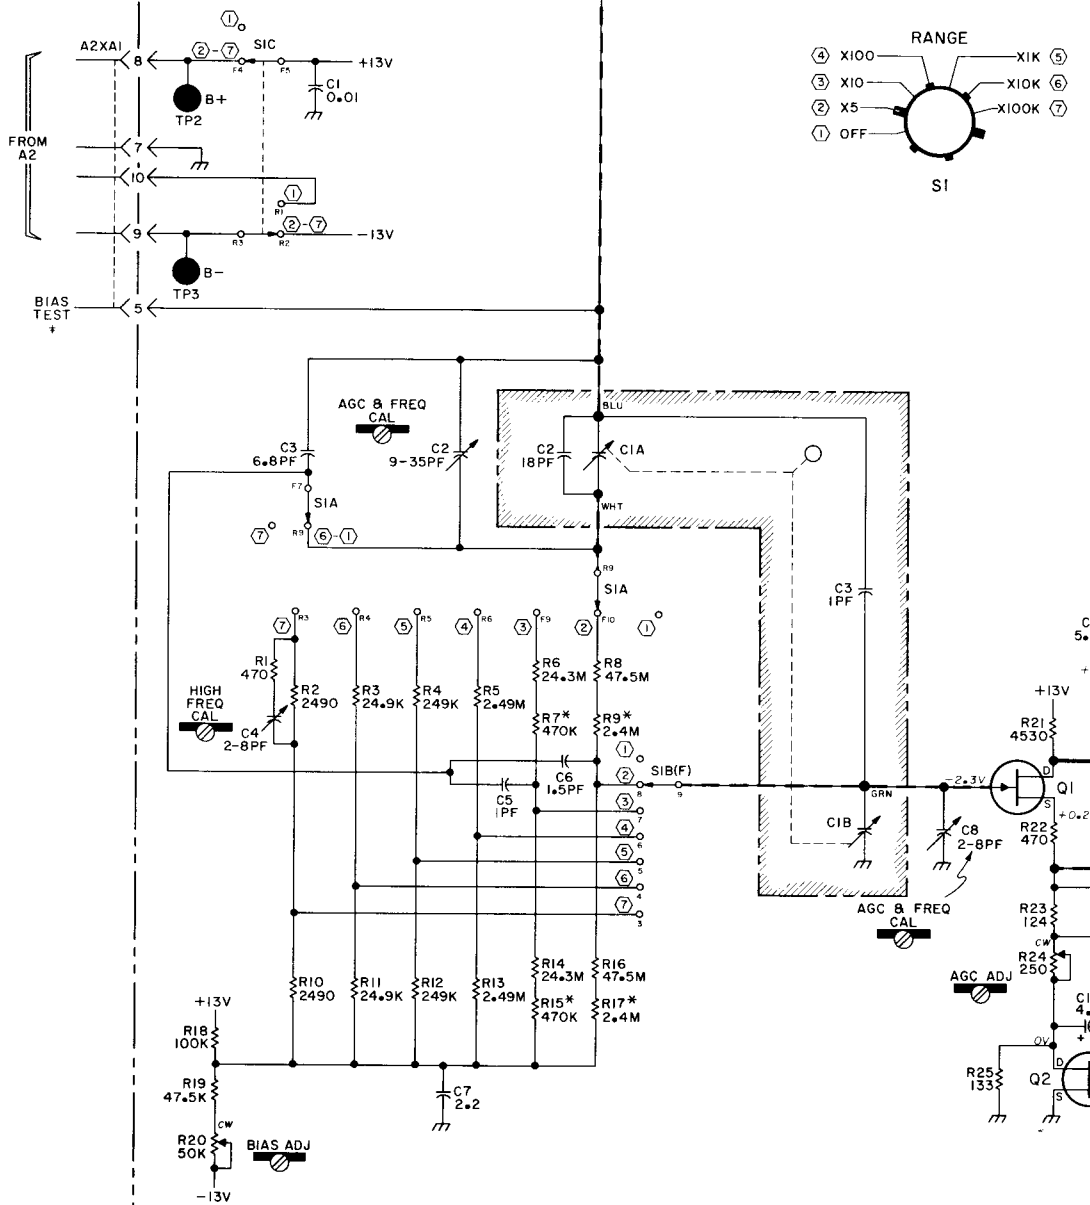 ① S1C
A2XA1
8
②-⑦
F4 F5
+13V
C1
0.01
B+
TP2
FROM
A2
7
10
①
R1
②-⑦
9
R3 R2
-13V
B-
TP3
BIAS
TEST
*
5
RANGE
④ X100
X1K ⑤
③ X10
X10K ⑥
② X5
X100K ⑦
① OFF
S1
BLU
AGC & FREQ
CAL
C3
6.8PF
C2
9-35PF
C2
18PF
C1A
F7
S1A
WHT
⑦ R9 ⑥-①
R9
S1A
C3
1PF
⑦ R3
⑥ R4
⑤ R5
④ R6
③ F9
② F10
①
R1
470
HIGH
FREQ
CAL
C4
2-8PF
R2
2490
R3
24.9K
R4
249K
R5
2.49M
R6
24.3M
R8
47.5M
R7*
470K
R9*
2.4M
C6
1.5PF
C5
1PF
①
② 8
S1B(F)
9
③ 7
④ 6
⑤ 5
⑥ 4
⑦ 3
GRN
C1B
-2.3V
C8
2-8PF
AGC & FREQ
CAL
C
5.
+
+13V
R21
4530
D
Q1
S
+0.2
R22
470
R23
124
CW
R24
250
AGC ADJ
C1
4.
+
0V
R25
133
D
Q2
S
R10
2490
R11
24.9K
R12
249K
R13
2.49M
R14
24.3M
R15*
470K
R16
47.5M
R17*
2.4M
+13V
R18
100K
R19
47.5K
CW
R20
50K
BIAS ADJ
-13V
C7
2.2